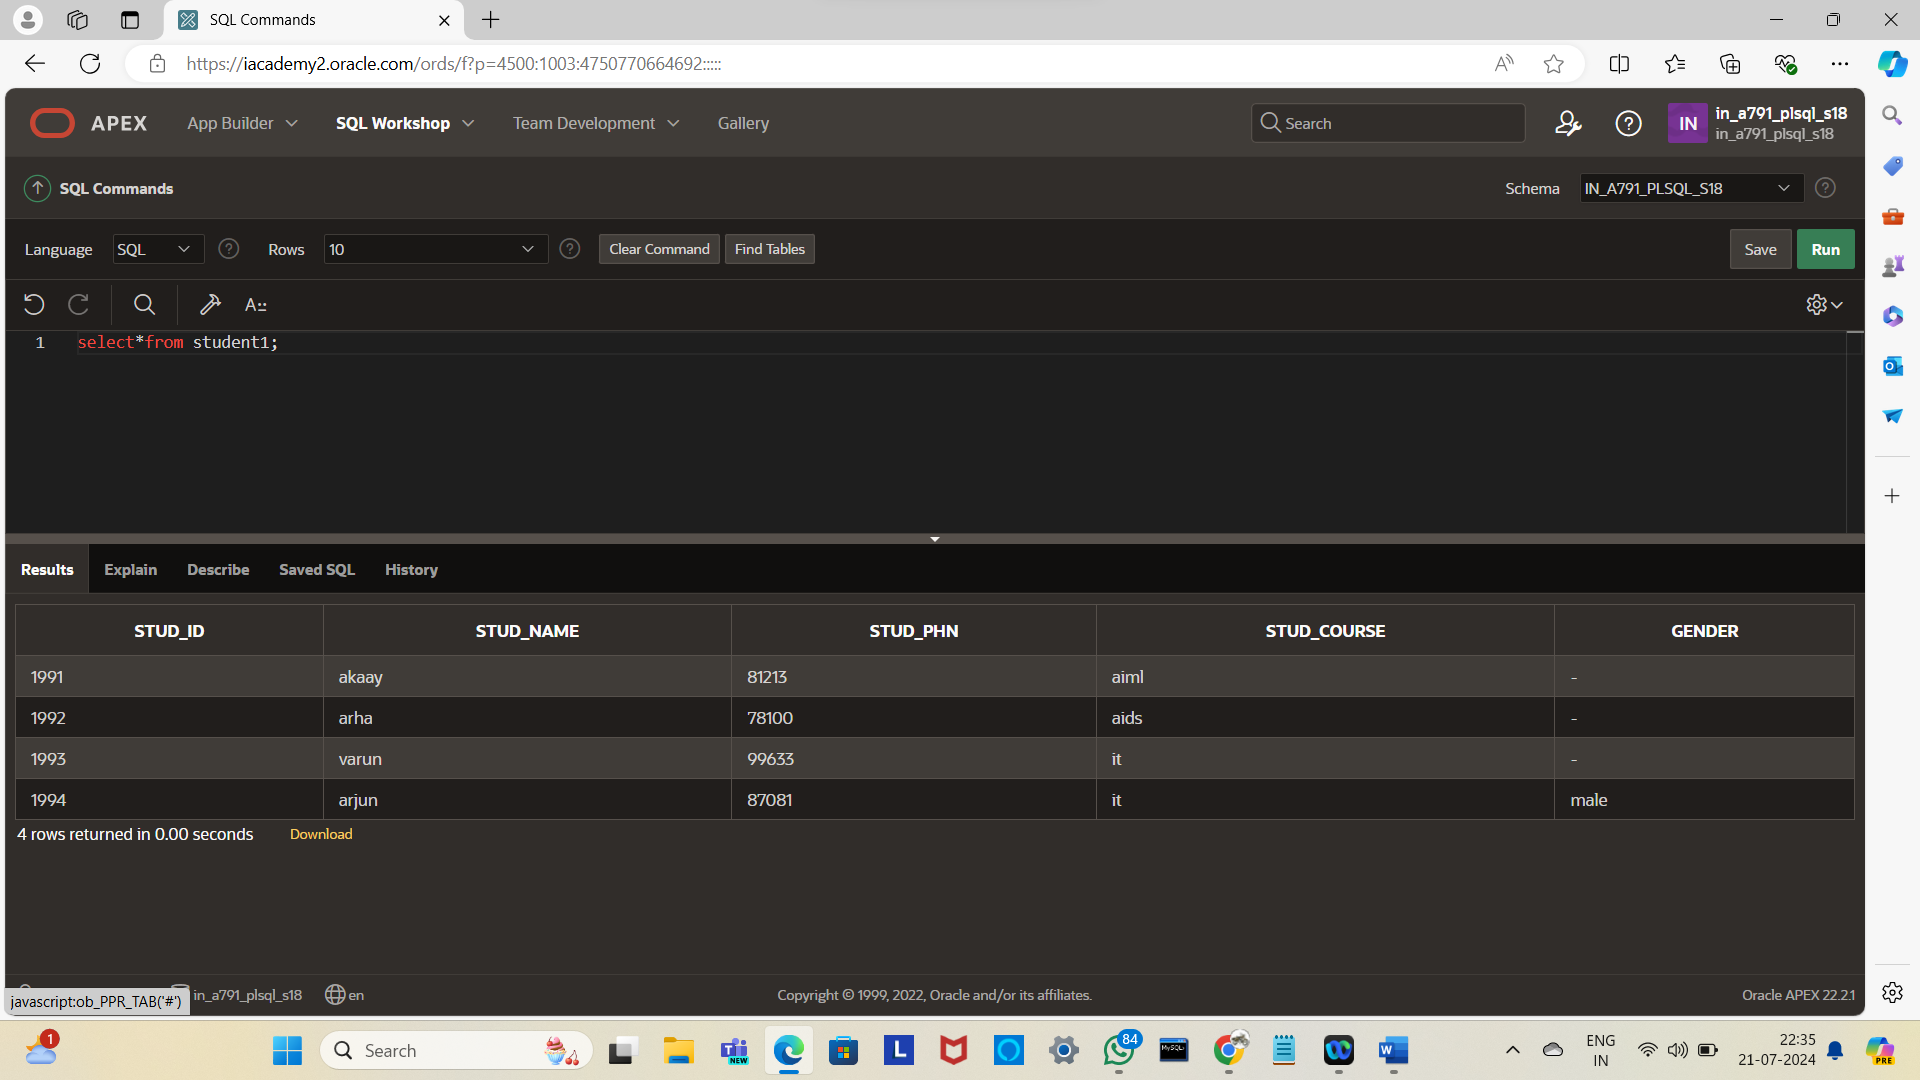 SQL Commands
https://iacademy2.oracle.com/ords/f?p=4500:1003:4750770664692:::::
APEX App Builder SQL Workshop Team Development Gallery Search IN in_a791_plsql_s18
in_a791_plsql_s18
SQL Commands Schema IN_A791_PLSQL_S18
Language SQL Rows 10 Clear Command Find Tables Save Run
1 select*from student1;
Results Explain Describe Saved SQL History
STUD_ID STUD_NAME STUD_PHN STUD_COURSE GENDER
1991 akaay 81213 aiml -
1992 arha 78100 aids -
1993 varun 99633 it -
1994 arjun 87081 it male
4 rows returned in 0.00 seconds Download
in_a791_plsql_s18 en Copyright © 1999, 2022, Oracle and/or its affiliates. Oracle APEX 22.2.1
javascript:ob_PPR_TAB('#')
1 Search NEW L 84 MySQL W ENG 22:35 PRE
IN 21-07-2024